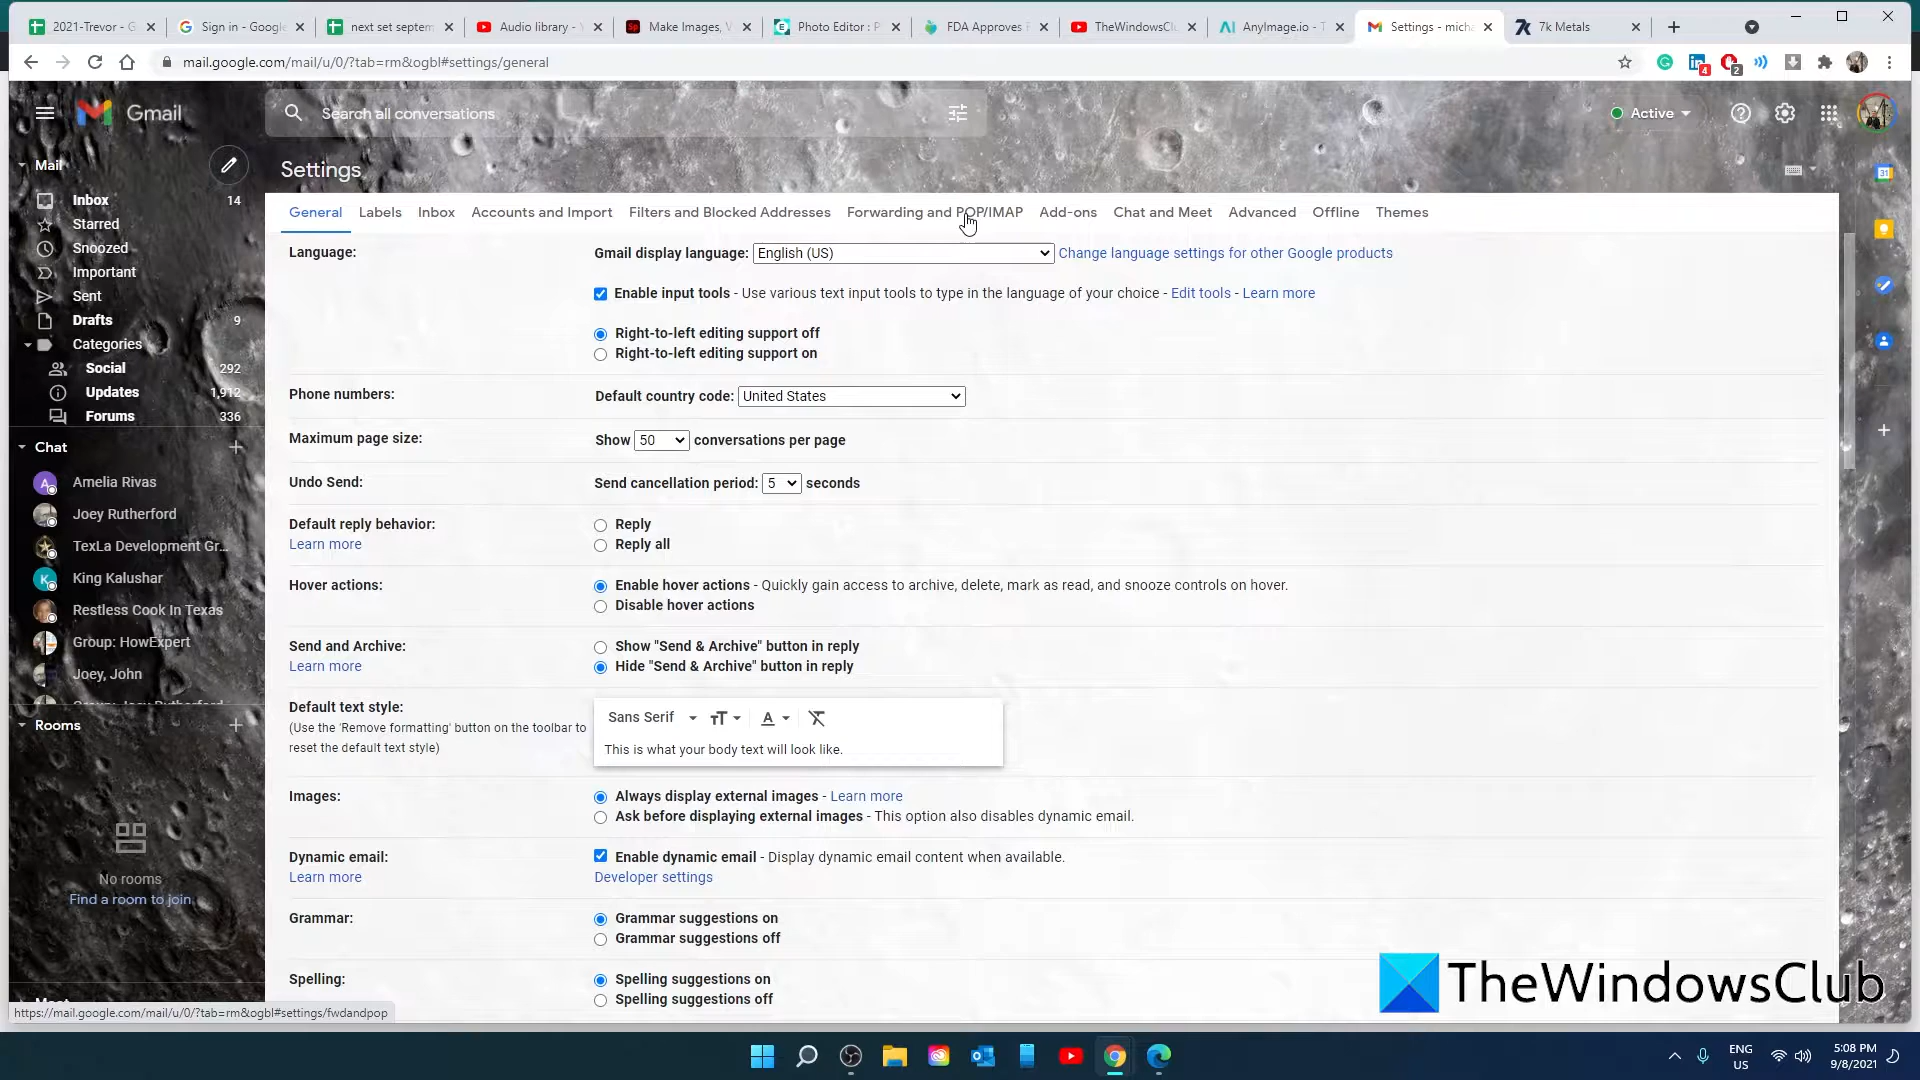 2021-Trevor - G
Sign in - Google
next set septem
Audio library - Y
Make Images, V
Photo Editor : P
FDA Approves F
TheWindowsClu
AnyImage.io - T
Settings - micha
7k Metals
mail.google.com/mail/u/0/?tab=rm&ogbl#settings/general
4
2
Gmail
Search all conversations
Active
Mail
Settings
31
Inbox 14
Starred
Snoozed
Important
Sent
Drafts 9
Categories
Social 292
Updates 1,912
Forums 336
Chat
A Amelia Rivas
Joey Rutherford
TexLa Development Gr...
K King Kalushar
Restless Cook In Texas
Group: HowExpert
Joey, John
Group: Joey Rutherford
Rooms
No rooms
Find a room to join
Meet
General Labels Inbox Accounts and Import Filters and Blocked Addresses Forwarding and POP/IMAP Add-ons Chat and Meet Advanced Offline Themes
Language: Gmail display language: English (US) Change language settings for other Google products
Enable input tools - Use various text input tools to type in the language of your choice - Edit tools - Learn more
Right-to-left editing support off
Right-to-left editing support on
Phone numbers: Default country code: United States
Maximum page size: Show 50 conversations per page
Undo Send: Send cancellation period: 5 seconds
Default reply behavior: Reply
Learn more Reply all
Hover actions: Enable hover actions - Quickly gain access to archive, delete, mark as read, and snooze controls on hover.
Disable hover actions
Send and Archive: Show "Send & Archive" button in reply
Learn more Hide "Send & Archive" button in reply
Default text style:
(Use the 'Remove formatting' button on the toolbar to
reset the default text style)
Sans Serif
This is what your body text will look like.
Images: Always display external images - Learn more
Ask before displaying external images - This option also disables dynamic email.
Dynamic email: Enable dynamic email - Display dynamic email content when available.
Learn more Developer settings
Grammar: Grammar suggestions on
Grammar suggestions off
Spelling: Spelling suggestions on
Spelling suggestions off
TheWindowsClub
https://mail.google.com/mail/u/0/?tab=rm&ogbl#settings/fwdandpop
ENG
US
5:08 PM
9/8/2021